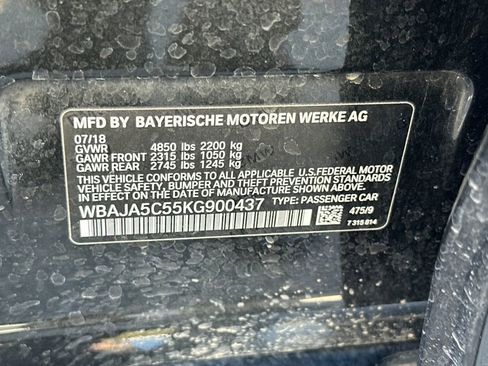 MFD BY BAYERISCHE MOTOREN WERKE AG
07/18
GVWR 4850 lbs 2200 kg
GAWR FRONT 2315 lbs 1050 kg
GAWR REAR 2745 lbs 1245 kg
THIS VEHICLE CONFORMS TO ALL APPLICABLE U.S.FEDERAL MOTOR
VEHICLE SAFETY, BUMPER, AND THEFT PREVENTION STANDARDS
IN EFFECT ON THE DATE OF MANUFACTURE SHOWN ABOVE.
WBAJA5C55KG900437 TYPE: PASSENGER CAR
475/9
7 315 814